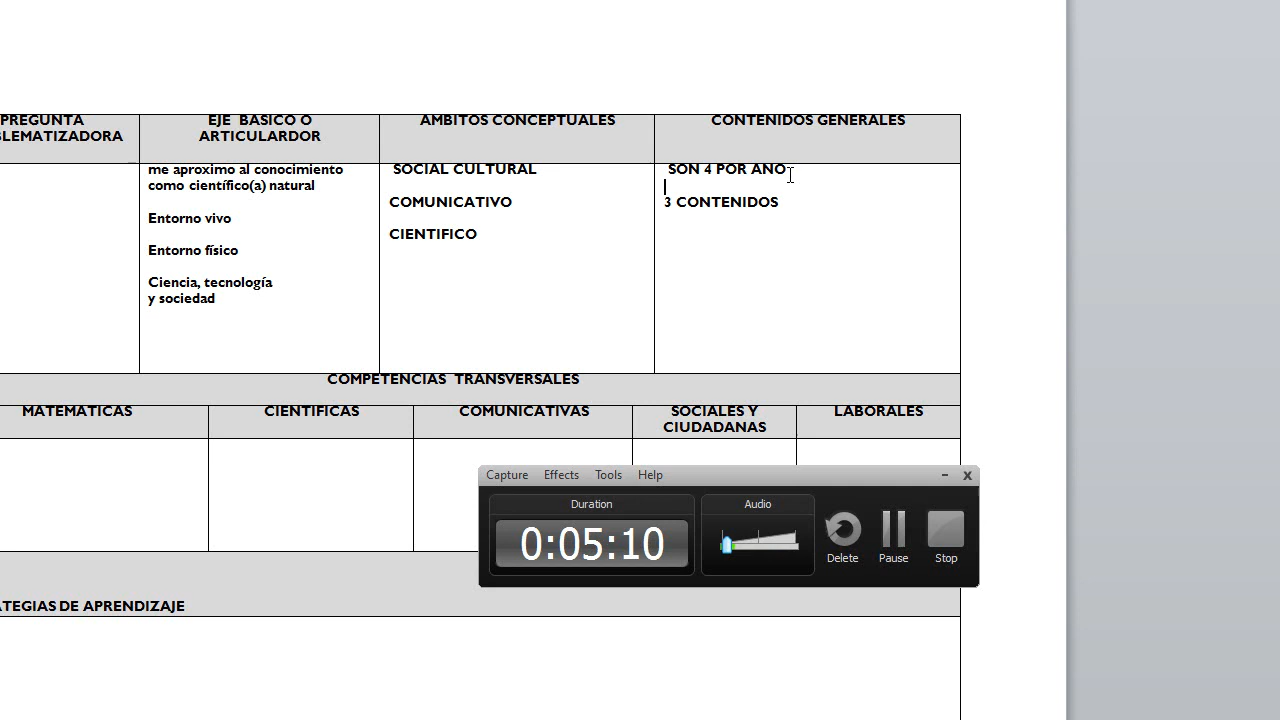 PREGUNTA
BLEMATIZADORA
EJE BASICO O
ARTICULARDOR
AMBITOS CONCEPTUALES
CONTENIDOS GENERALES
me aproximo al conocimiento
como científico(a) natural
Entorno vivo
Entorno físico
Ciencia, tecnología
y sociedad
SOCIAL CULTURAL
COMUNICATIVO
CIENTIFICO
SON 4 POR AÑO
3 CONTENIDOS
COMPETENCIAS TRANSVERSALES
MATEMATICAS
CIENTIFICAS
COMUNICATIVAS
SOCIALES Y
CIUDADANAS
LABORALES
Capture Effects Tools Help
Duration
0:05:10
Audio
Delete
Pause
Stop
ATEGIAS DE APRENDIZAJE